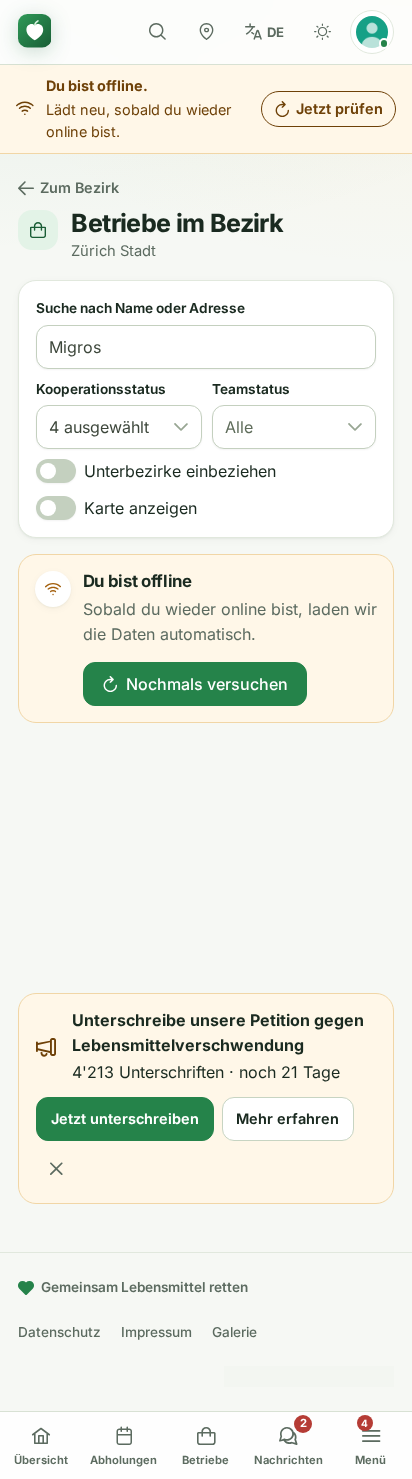 DE
Du bist offline.
Lädt neu, sobald du wieder
online bist.
Jetzt prüfen
Zum Bezirk
Betriebe im Bezirk
Zürich Stadt
Suche nach Name oder Adresse
Migros
Kooperationsstatus
Teamstatus
4 ausgewählt
Alle
Unterbezirke einbeziehen
Karte anzeigen
Du bist offline
Sobald du wieder online bist, laden wir
die Daten automatisch.
Nochmals versuchen
Unterschreibe unsere Petition gegen
Lebensmittelverschwendung
4'213 Unterschriften · noch 21 Tage
Jetzt unterschreiben
Mehr erfahren
Gemeinsam Lebensmittel retten
Datenschutz Impressum Galerie
2
4
Übersicht Abholungen Betriebe Nachrichten Menü